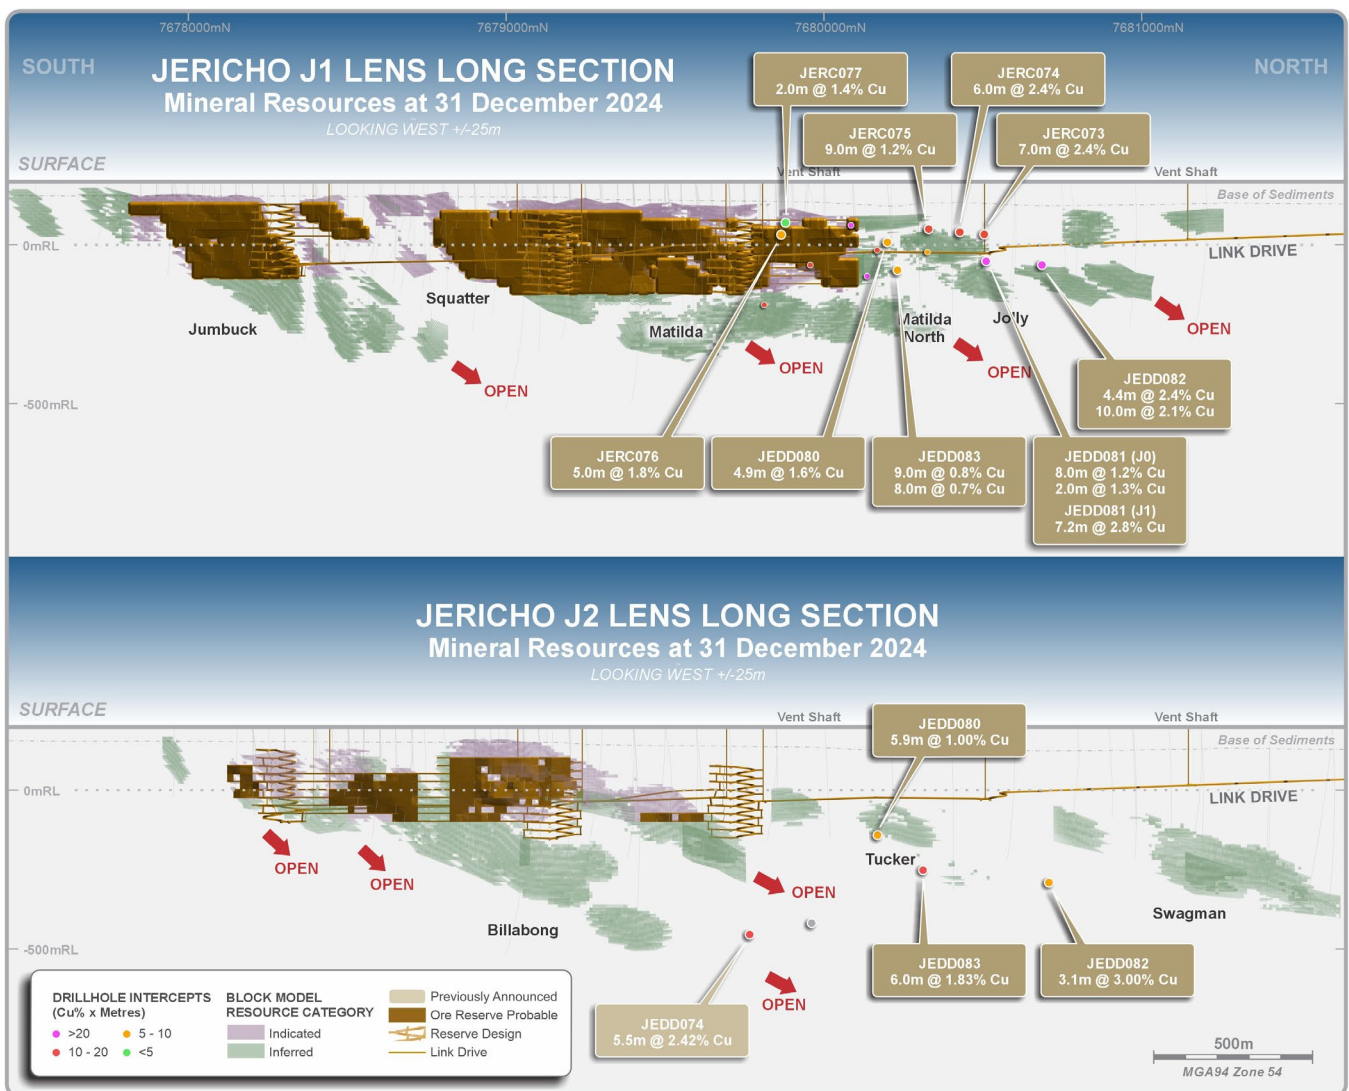 7678000mN
7679000mN
7680000mN
7681000mN
SOUTH
NORTH
JERICHO J1 LENS LONG SECTION
Mineral Resources at 31 December 2024
LOOKING WEST +/-25m
JERC077
2.0m @ 1.4% Cu
JERC074
6.0m @ 2.4% Cu
JERC075
9.0m @ 1.2% Cu
JERC073
7.0m @ 2.4% Cu
SURFACE
Vent Shaft
Vent Shaft
Base of Sediments
0mRL
LINK DRIVE
Squatter
Jumbuck
Matilda
Matilda
North
Jolly
OPEN
OPEN
OPEN
OPEN
-500mRL
JEDD082
4.4m @ 2.4% Cu
10.0m @ 2.1% Cu
JERC076
5.0m @ 1.8% Cu
JEDD080
4.9m @ 1.6% Cu
JEDD083
9.0m @ 0.8% Cu
8.0m @ 0.7% Cu
JEDD081 (J0)
8.0m @ 1.2% Cu
2.0m @ 1.3% Cu
JEDD081 (J1)
7.2m @ 2.8% Cu
JERICHO J2 LENS LONG SECTION
Mineral Resources at 31 December 2024
LOOKING WEST +/-25m
SURFACE
Vent Shaft
Vent Shaft
JEDD080
5.9m @ 1.00% Cu
Base of Sediments
0mRL
LINK DRIVE
OPEN
OPEN
OPEN
Tucker
Billabong
Swagman
-500mRL
JEDD083
6.0m @ 1.83% Cu
JEDD082
3.1m @ 3.00% Cu
OPEN
JEDD074
5.5m @ 2.42% Cu
DRILLHOLE INTERCEPTS
(Cu% x Metres)
>20
5 - 10
10 - 20
<5
BLOCK MODEL
RESOURCE CATEGORY
Indicated
Inferred
Previously Announced
Ore Reserve Probable
Reserve Design
Link Drive
500m
MGA94 Zone 54